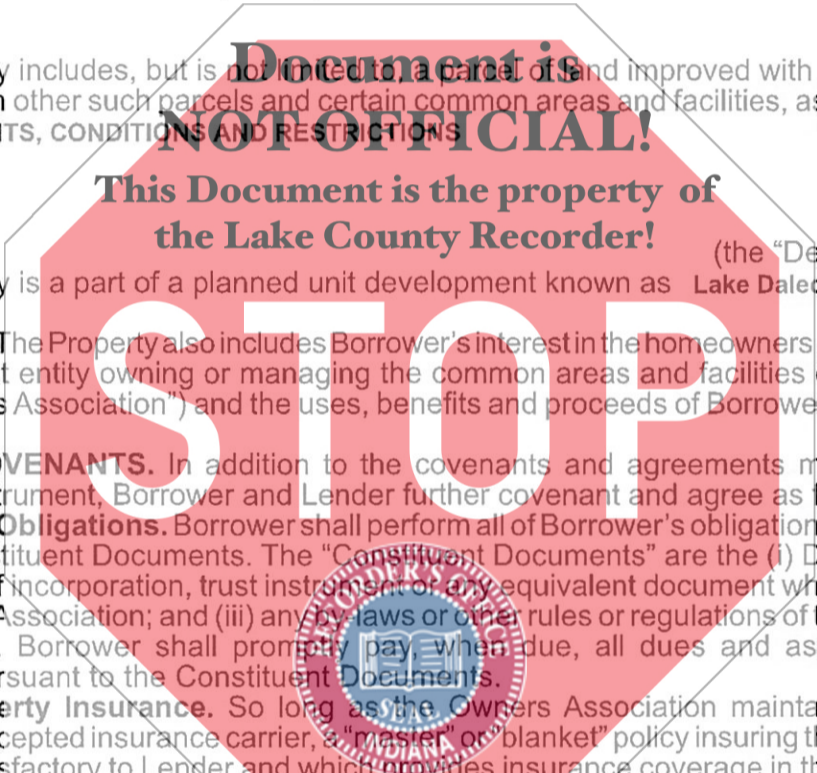 Document is
y includes, but is not limited to, a parcel of land improved with
n other such parcels and certain common areas and facilities, as
NOT OFFICIAL!
TS, CONDITIONS AND RESTRICTIONS
This Document is the property of
the Lake County Recorder!
(the “De
y is a part of a planned unit development known as Lake Dalec
STOP
The Property also includes Borrower's interest in the homeowners
t entity owning or managing the common areas and facilities
s Association”) and the uses, benefits and proceeds of Borrowe
VENANTS. In addition to the covenants and agreements m
rument, Borrower and Lender further covenant and agree as f
Obligations. Borrower shall perform all of Borrower's obligation
tituent Documents. The “Constituent Documents” are the (i) D
f incorporation, trust instrument or any equivalent document wh
Association; and (iii) any by-laws or other rules or regulations of t
Borrower shall promptly pay, when due, all dues and as
rsuant to the Constituent Documents.
erty Insurance. So long as the Owners Association mainta
cepted insurance carrier, a “master” or “blanket” policy insuring th
sfactory to Lender and which provides insurance coverage in th
SEAL
INDIANA